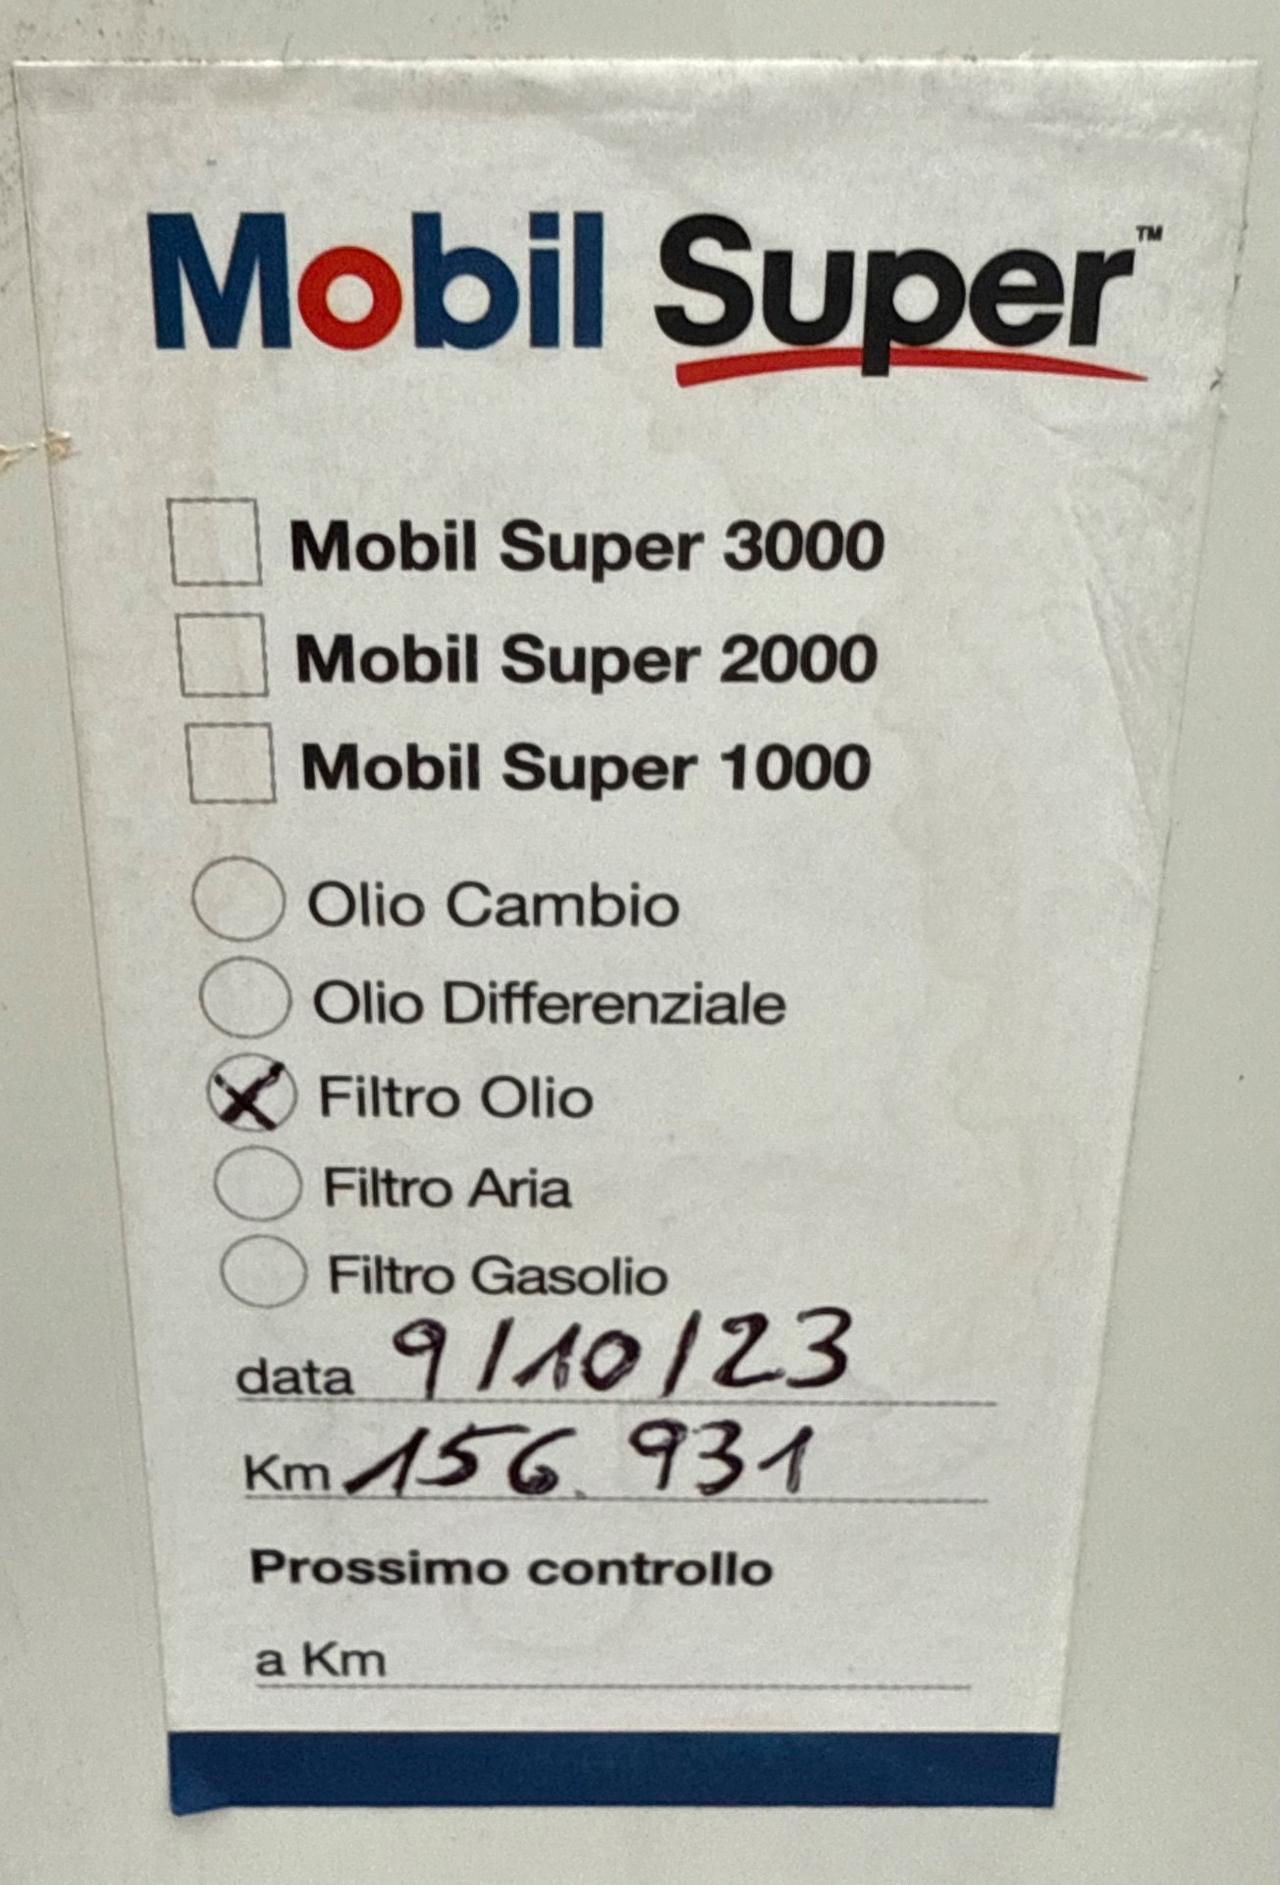 Mobil Super™
Mobil Super 3000
Mobil Super 2000
Mobil Super 1000
Olio Cambio
Olio Differenziale
Filtro Olio
Filtro Aria
Filtro Gasolio
data 9/10/23
Km 156.931
Prossimo controllo
a Km